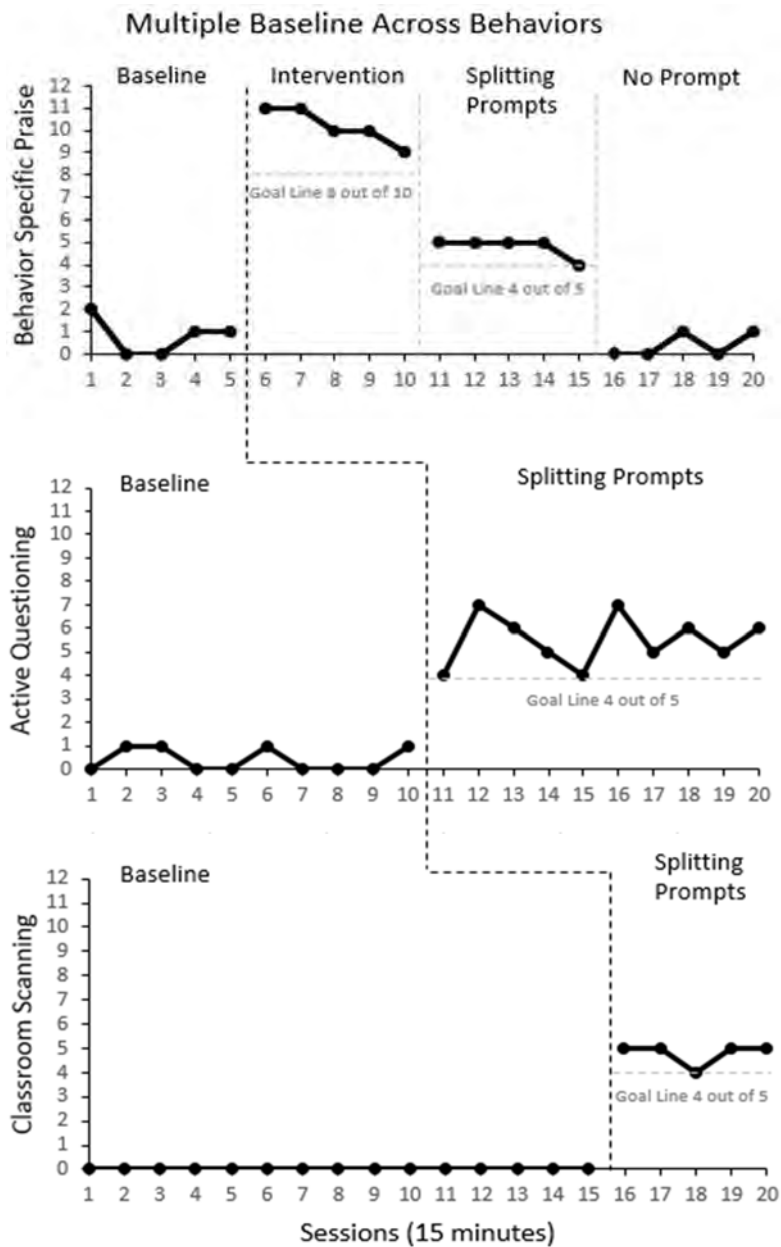 Multiple Baseline Across Behaviors
Baseline
Intervention
Splitting
Prompts
No Prompt
Behavior Specific Praise
12
11
10
9
8
7
6
5
4
3
2
1
0
Goal Line 8 out of 10
Goal Line 4 out of 5
1 2 3 4 5 6 7 8 9 10 11 12 13 14 15 16 17 18 19 20
Baseline
Splitting Prompts
Active Questioning
12
11
10
9
8
7
6
5
4
3
2
1
0
Goal Line 4 out of 5
1 2 3 4 5 6 7 8 9 10 11 12 13 14 15 16 17 18 19 20
Baseline
Splitting
Prompts
Classroom Scanning
12
11
10
9
8
7
6
5
4
3
2
1
0
Goal Line 4 out of 5
1 2 3 4 5 6 7 8 9 10 11 12 13 14 15 16 17 18 19 20
Sessions (15 minutes)